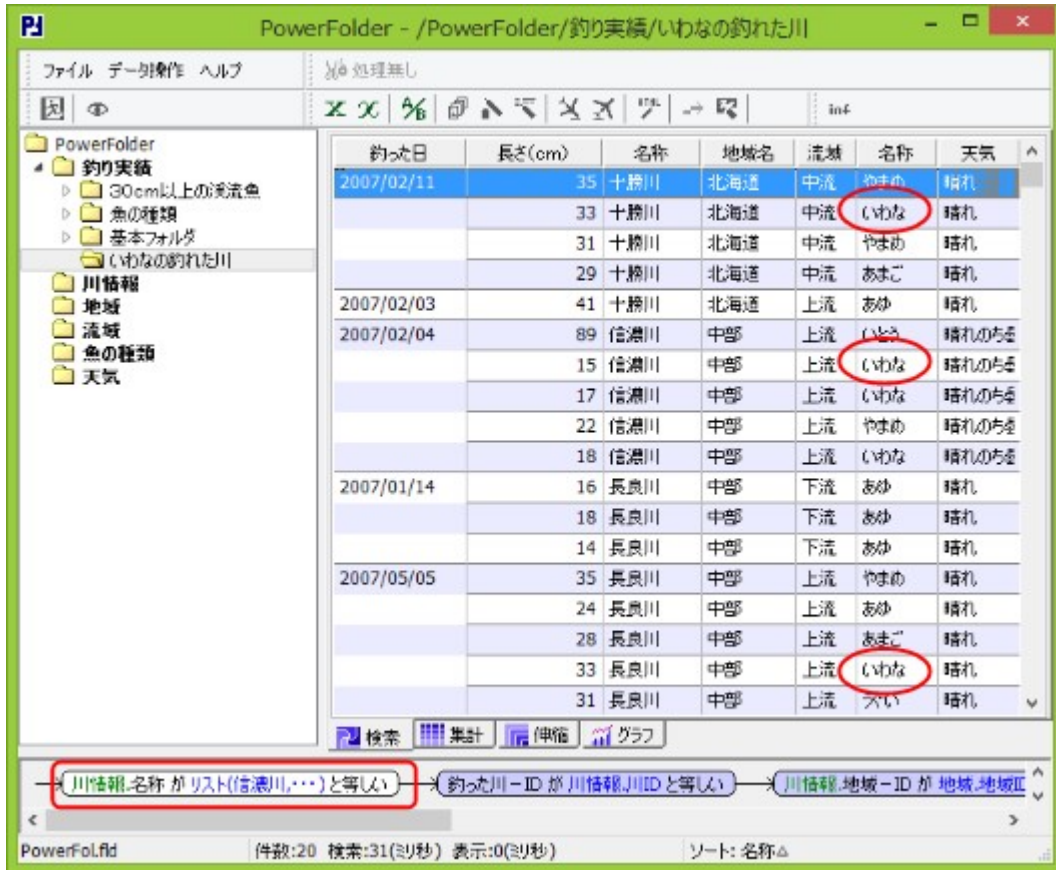 PowerFolder - /PowerFolder/釣り実績/いわなの釣れた川
ファイル データ操作 ヘルプ 処理無し
A/B HTML inf
PowerFolder
釣り実績
30cm以上の渓流魚
魚の種類
基本フォルダ
いわなの釣れた川
川情報
地域
流域
魚の種類
天気
釣った日 長さ(cm) 名称 地域名 流域 名称 天気
2007/02/11 35 十勝川 北海道 中流 やまめ 晴れ
33 十勝川 北海道 中流 いわな 晴れ
31 十勝川 北海道 中流 やまめ 晴れ
29 十勝川 北海道 中流 あまご 晴れ
2007/02/03 41 十勝川 北海道 上流 あゆ 晴れ
2007/02/04 89 信濃川 中部 上流 いとう 晴れのち
15 信濃川 中部 上流 いわな 晴れのち
17 信濃川 中部 上流 いわな 晴れのち
22 信濃川 中部 上流 やまめ 晴れのち
18 信濃川 中部 上流 いわな 晴れのち
2007/01/14 16 長良川 中部 下流 あゆ 晴れ
18 長良川 中部 下流 あゆ 晴れ
14 長良川 中部 下流 あゆ 晴れ
2007/05/05 35 長良川 中部 上流 やまめ 晴れ
24 長良川 中部 上流 あゆ 晴れ
28 長良川 中部 上流 あまご 晴れ
33 長良川 中部 上流 いわな 晴れ
31 長良川 中部 上流 晴れ
検索 集計 伸縮 グラフ
川情報.名称 が リスト(信濃川,・・・)と等しい 釣った川－ID が 川情報.川ID と等しい 川情報.地域－ID が 地域.地域ID
PowerFol.fld 件数:20 検索:31(ミリ秒) 表示:0(ミリ秒) ソート: 名称△